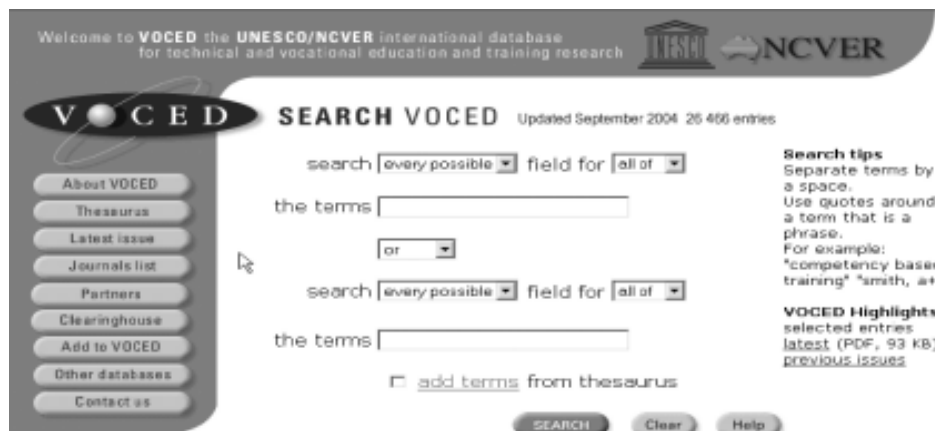 Welcome to VOCED the UNESCO/NCVER international database
for technical and vocational education and training research
UNESCO
NCVER
VOCED
SEARCH VOCED Updated September 2004 26 466 entries
About VOCED
Thesaurus
Latest issue
Journals list
Partners
Clearinghouse
Add to VOCED
Other databases
Contact us
search every possible field for all of
the terms
or
search every possible field for all of
the terms
add terms from thesaurus
SEARCH Clear Help
Search tips
Separate terms by
a space.
Use quotes around
a term that is a
phrase.
For example:
"competency base
training" "smith, a+
VOCED Highlights
selected entries
latest (PDF, 93 KB)
previous issues